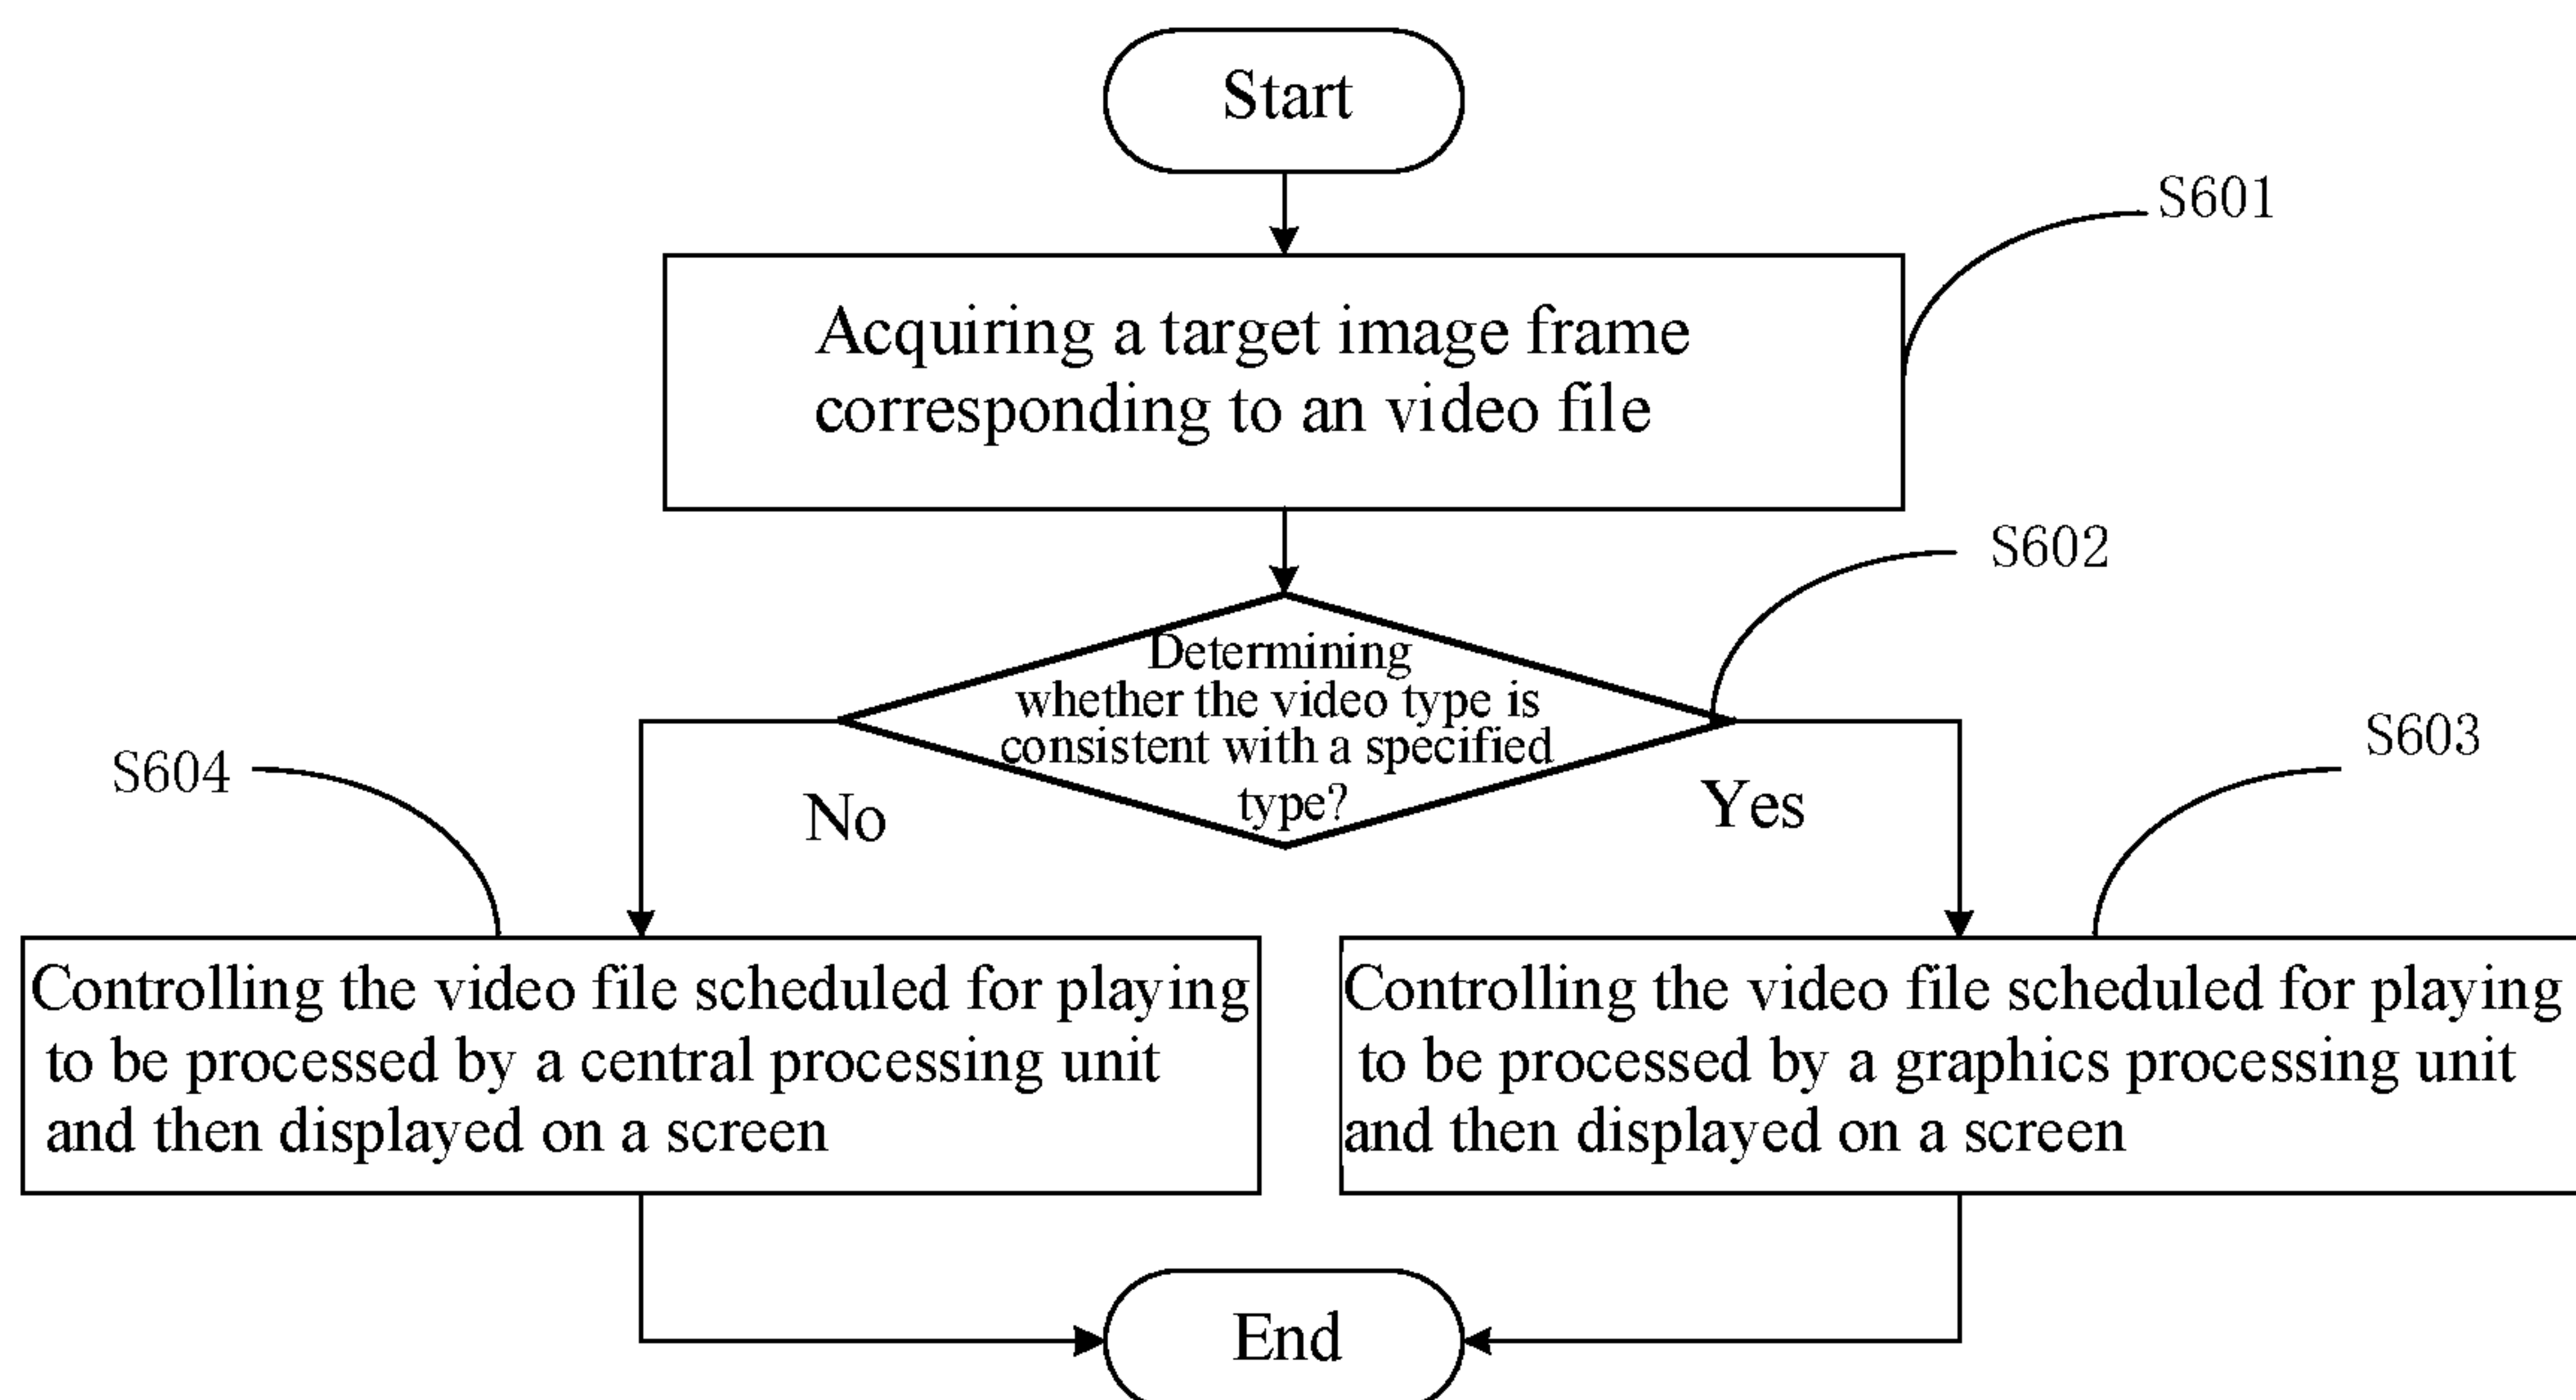 Start
S601
Acquiring a target image frame
corresponding to an video file
S602
Determining
whether the video type is
consistent with a specified
type?
No
Yes
S604
S603
Controlling the video file scheduled for playing
to be processed by a central processing unit
and then displayed on a screen
Controlling the video file scheduled for playing
to be processed by a graphics processing unit
and then displayed on a screen
End